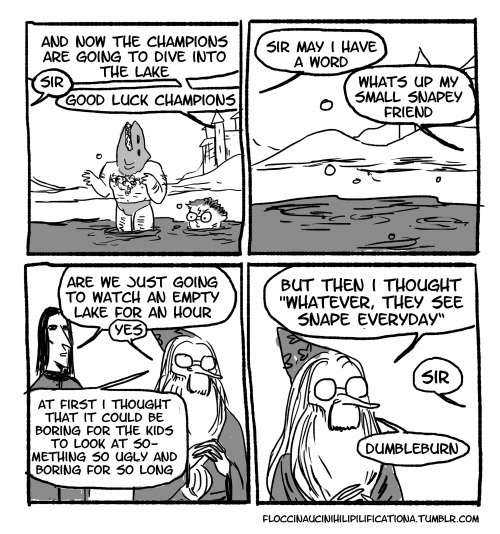 AND NOW THE CHAMPIONS
ARE GOING TO DIVE INTO
THE LAKE
SIR
GOOD LUCK CHAMPIONS
SIR MAY I HAVE
A WORD
WHATS UP MY
SMALL SNAPEY
FRIEND
ARE WE JUST GOING
TO WATCH AN EMPTY
LAKE FOR AN HOUR
YES
AT FIRST I THOUGHT
THAT IT COULD BE
BORING FOR THE KIDS
TO LOOK AT SO-
METHING SO UGLY AND
BORING FOR SO LONG
BUT THEN I THOUGHT
"WHATEVER, THEY SEE
SNAPE EVERYDAY"
SIR
DUMBLEBURN
FLOCCINAUCINIHILIPILIFICATIONA.TUMBLR.COM